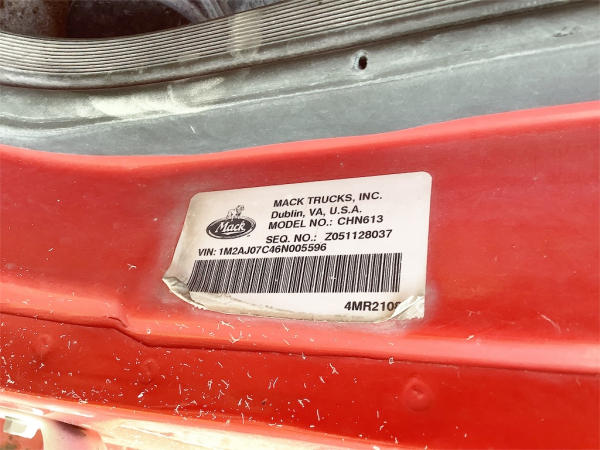 MACK TRUCKS, INC.
Dublin, VA, U.S.A.
MODEL NO.: CHN613
Mack
SEQ. NO.: Z051128037
VIN: 1M2AJ07C46N005596